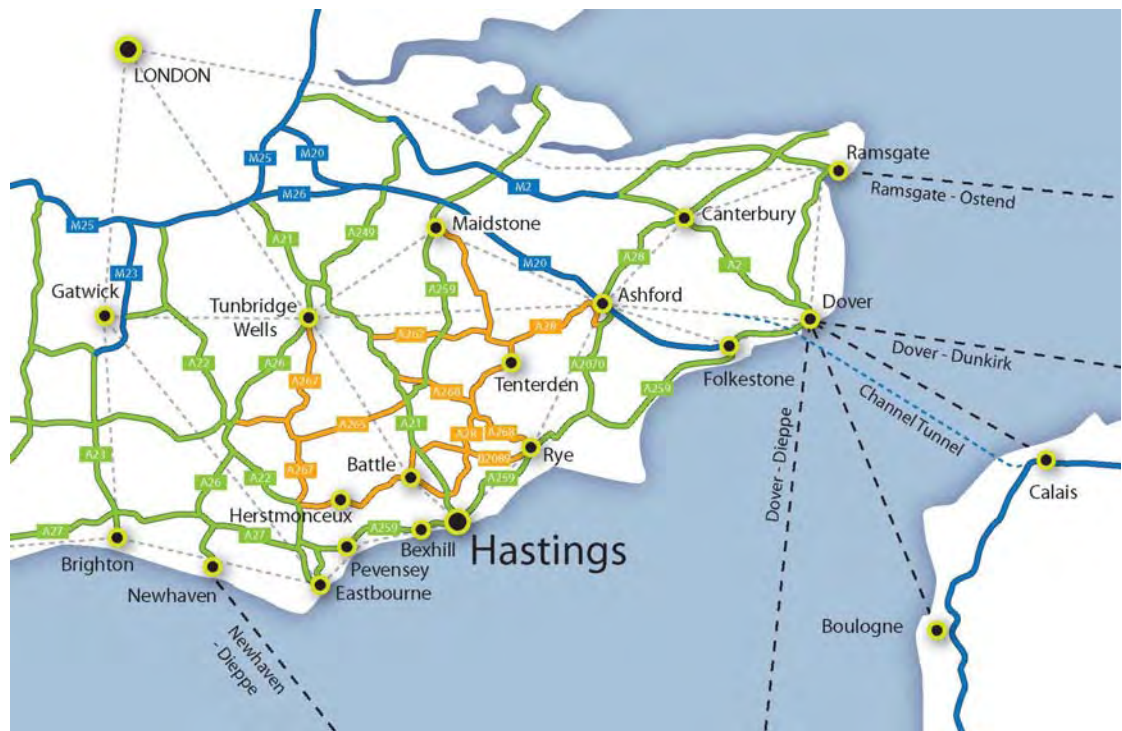 LONDON
M25
M20
M26
M2
Ramsgate
Ramsgate - Ostend
M25
A21
A249
Maidstone
Canterbury
M23
A259
M20
A28
A2
Gatwick
Tunbridge
Wells
Ashford
Dover
A22
A26
A262
A28
Dover - Dunkirk
A267
A268
Tenterden
A2070
Folkestone
A259
Channel Tunnel
A265
A21
A28
A268
B2089
Rye
A23
A26
A22
A267
Battle
A259
Dover - Dieppe
Calais
Herstmonceux
A27
A27
A259
Bexhill
Hastings
Brighton
Pevensey
Newhaven
Eastbourne
Newhaven
- Dieppe
Boulogne